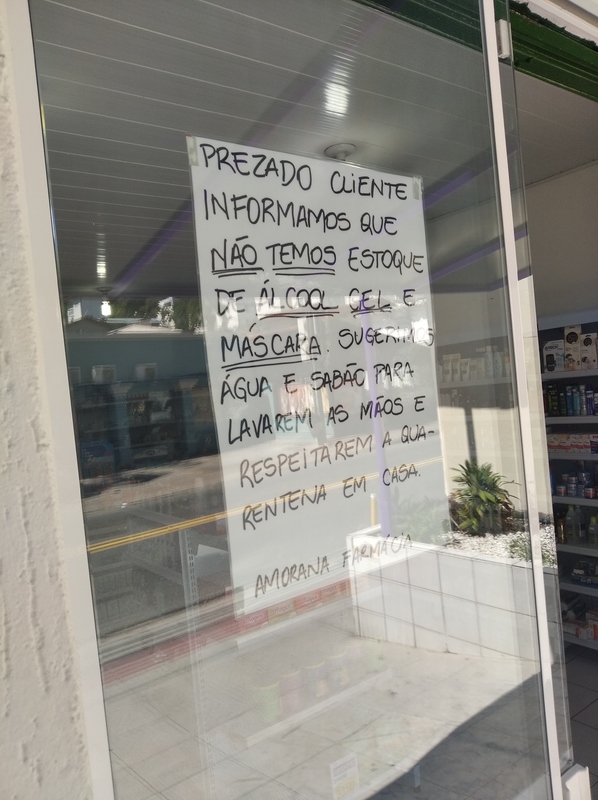 PREZADO CLIENTE
INFORMAMOS QUE
NÃO TEMOS ESTOQUE
DE ÁLCOOL GEL E
MASCARA. SUGERIMOS
ÁGUA E SABÃO PARA
LAVAREM AS MÃOS E
RESPEITAREM A QUA-
RENTENA EM CASA.
AMORANA FARMÁCIA